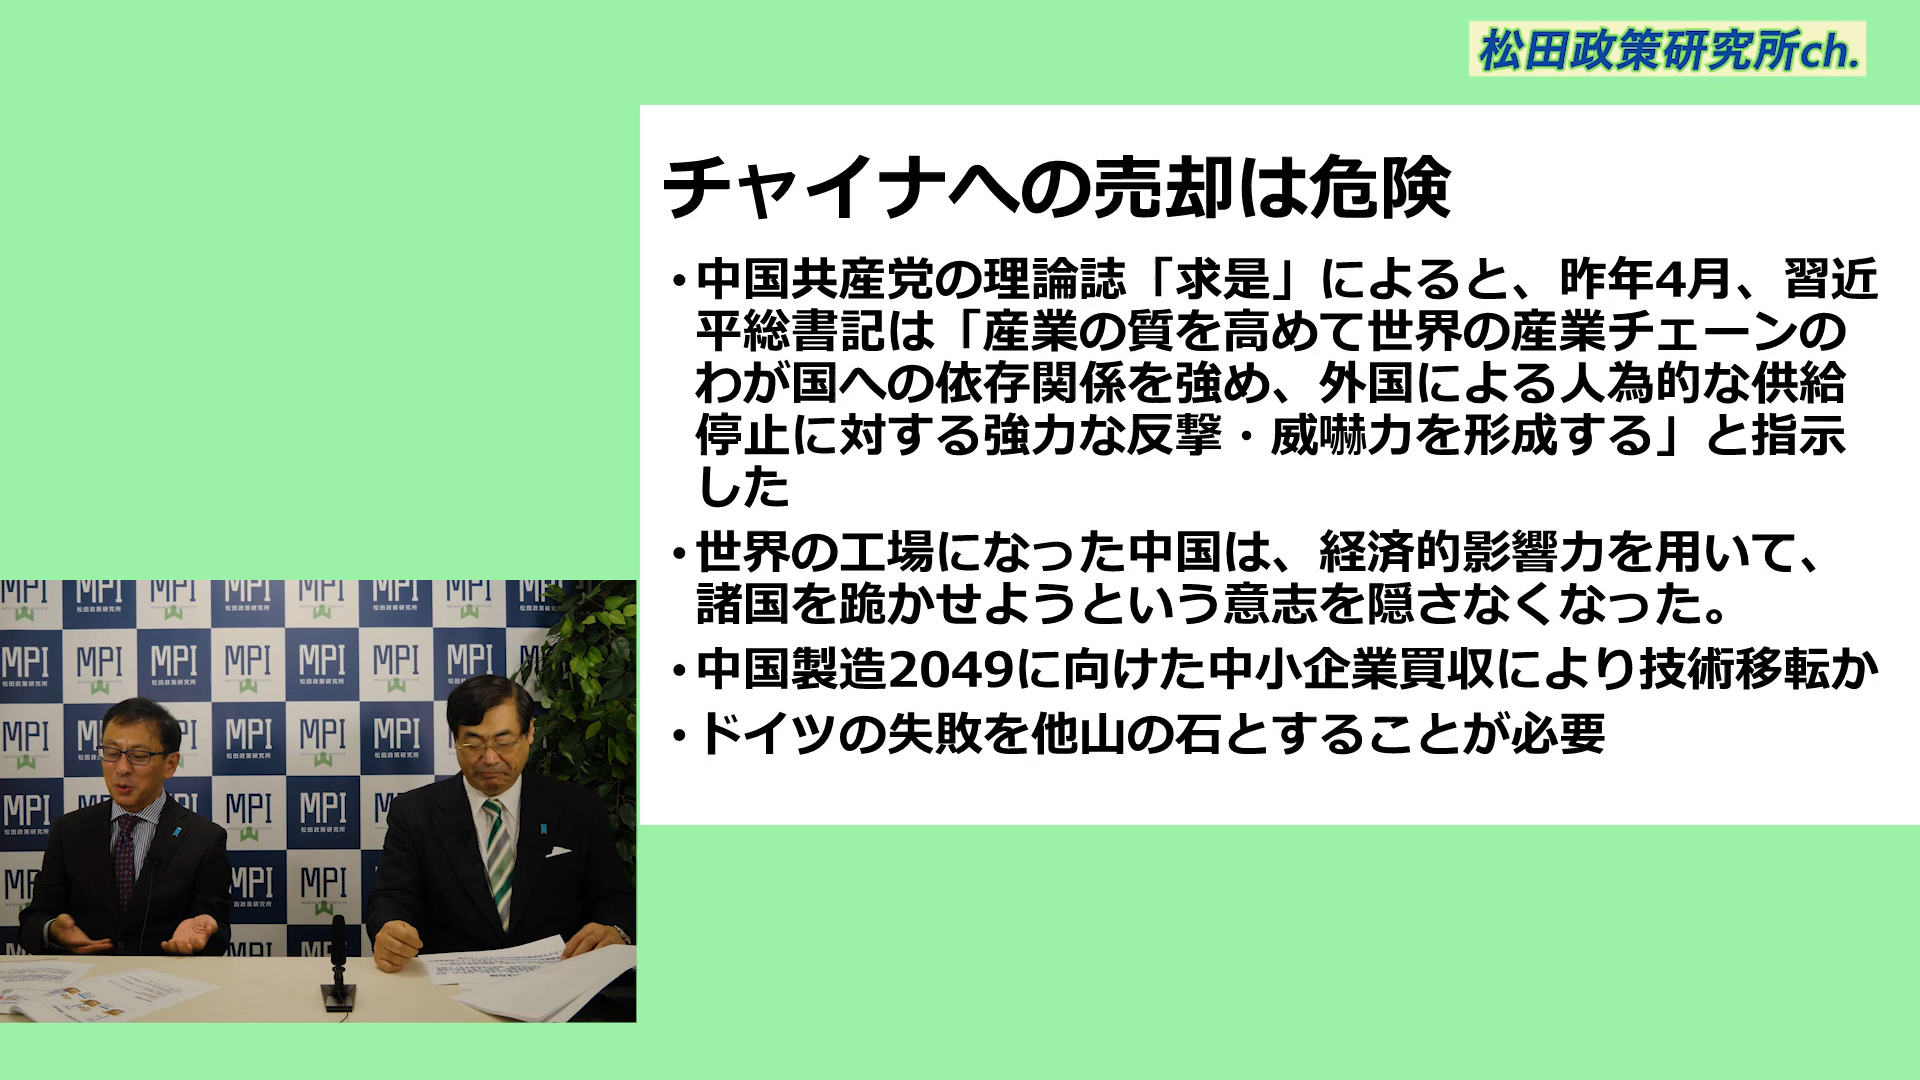 松田政策研究所ch.
チャイナへの売却は危険
•中国共産党の理論誌「求是」によると、昨年4月、習近
平総書記は「産業の質を高めて世界の産業チェーンの
わが国への依存関係を強め、外国による人為的な供給
停止に対する強力な反撃・威嚇力を形成する」と指示
した
•世界の工場になった中国は、経済的影響力を用いて、
諸国を跪かせようという意志を隠さなくなった。
•中国製造2049に向けた中小企業買収により技術移転か
•ドイツの失敗を他山の石とすることが必要
MPI
松田政策研究所